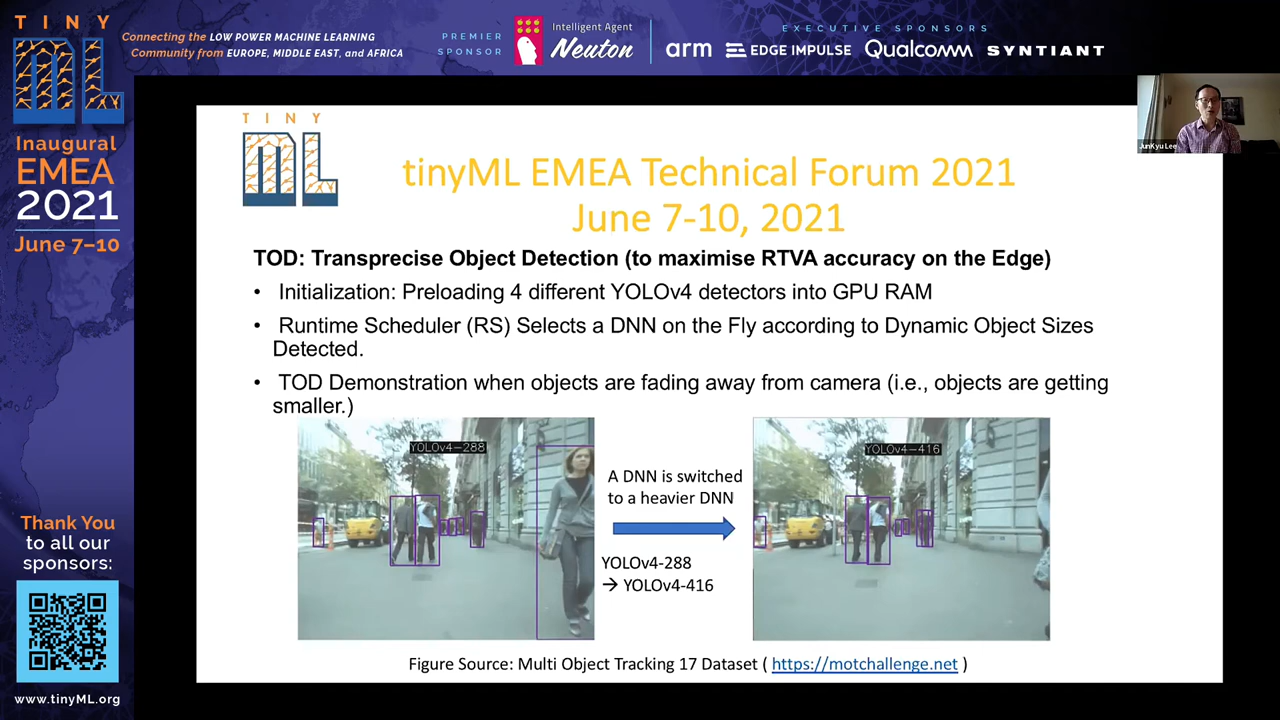 TINY
ML
Inaugural
EMEA
2021
June 7–10
Connecting the LOW POWER MACHINE LEARNING
Community from EUROPE, MIDDLE EAST, and AFRICA
PREMIER
SPONSOR
Intelligent Agent
Neuton
EXECUTIVE SPONSORS
arm
EDGE IMPULSE
Qualcomm
SYNTIANT
JunKyu Lee
TINY
ML
tinyML EMEA Technical Forum 2021
June 7-10, 2021
TOD: Transprecise Object Detection (to maximise RTVA accuracy on the Edge)
• Initialization: Preloading 4 different YOLOv4 detectors into GPU RAM
• Runtime Scheduler (RS) Selects a DNN on the Fly according to Dynamic Object Sizes
Detected.
• TOD Demonstration when objects are fading away from camera (i.e., objects are getting
smaller.)
YOLOv4-288
A DNN is switched
to a heavier DNN
YOLOv4-288
→ YOLOv4-416
YOLOv4-416
Figure Source: Multi Object Tracking 17 Dataset ( https://motchallenge.net )
Thank You
to all our
sponsors:
www.tinyML.org